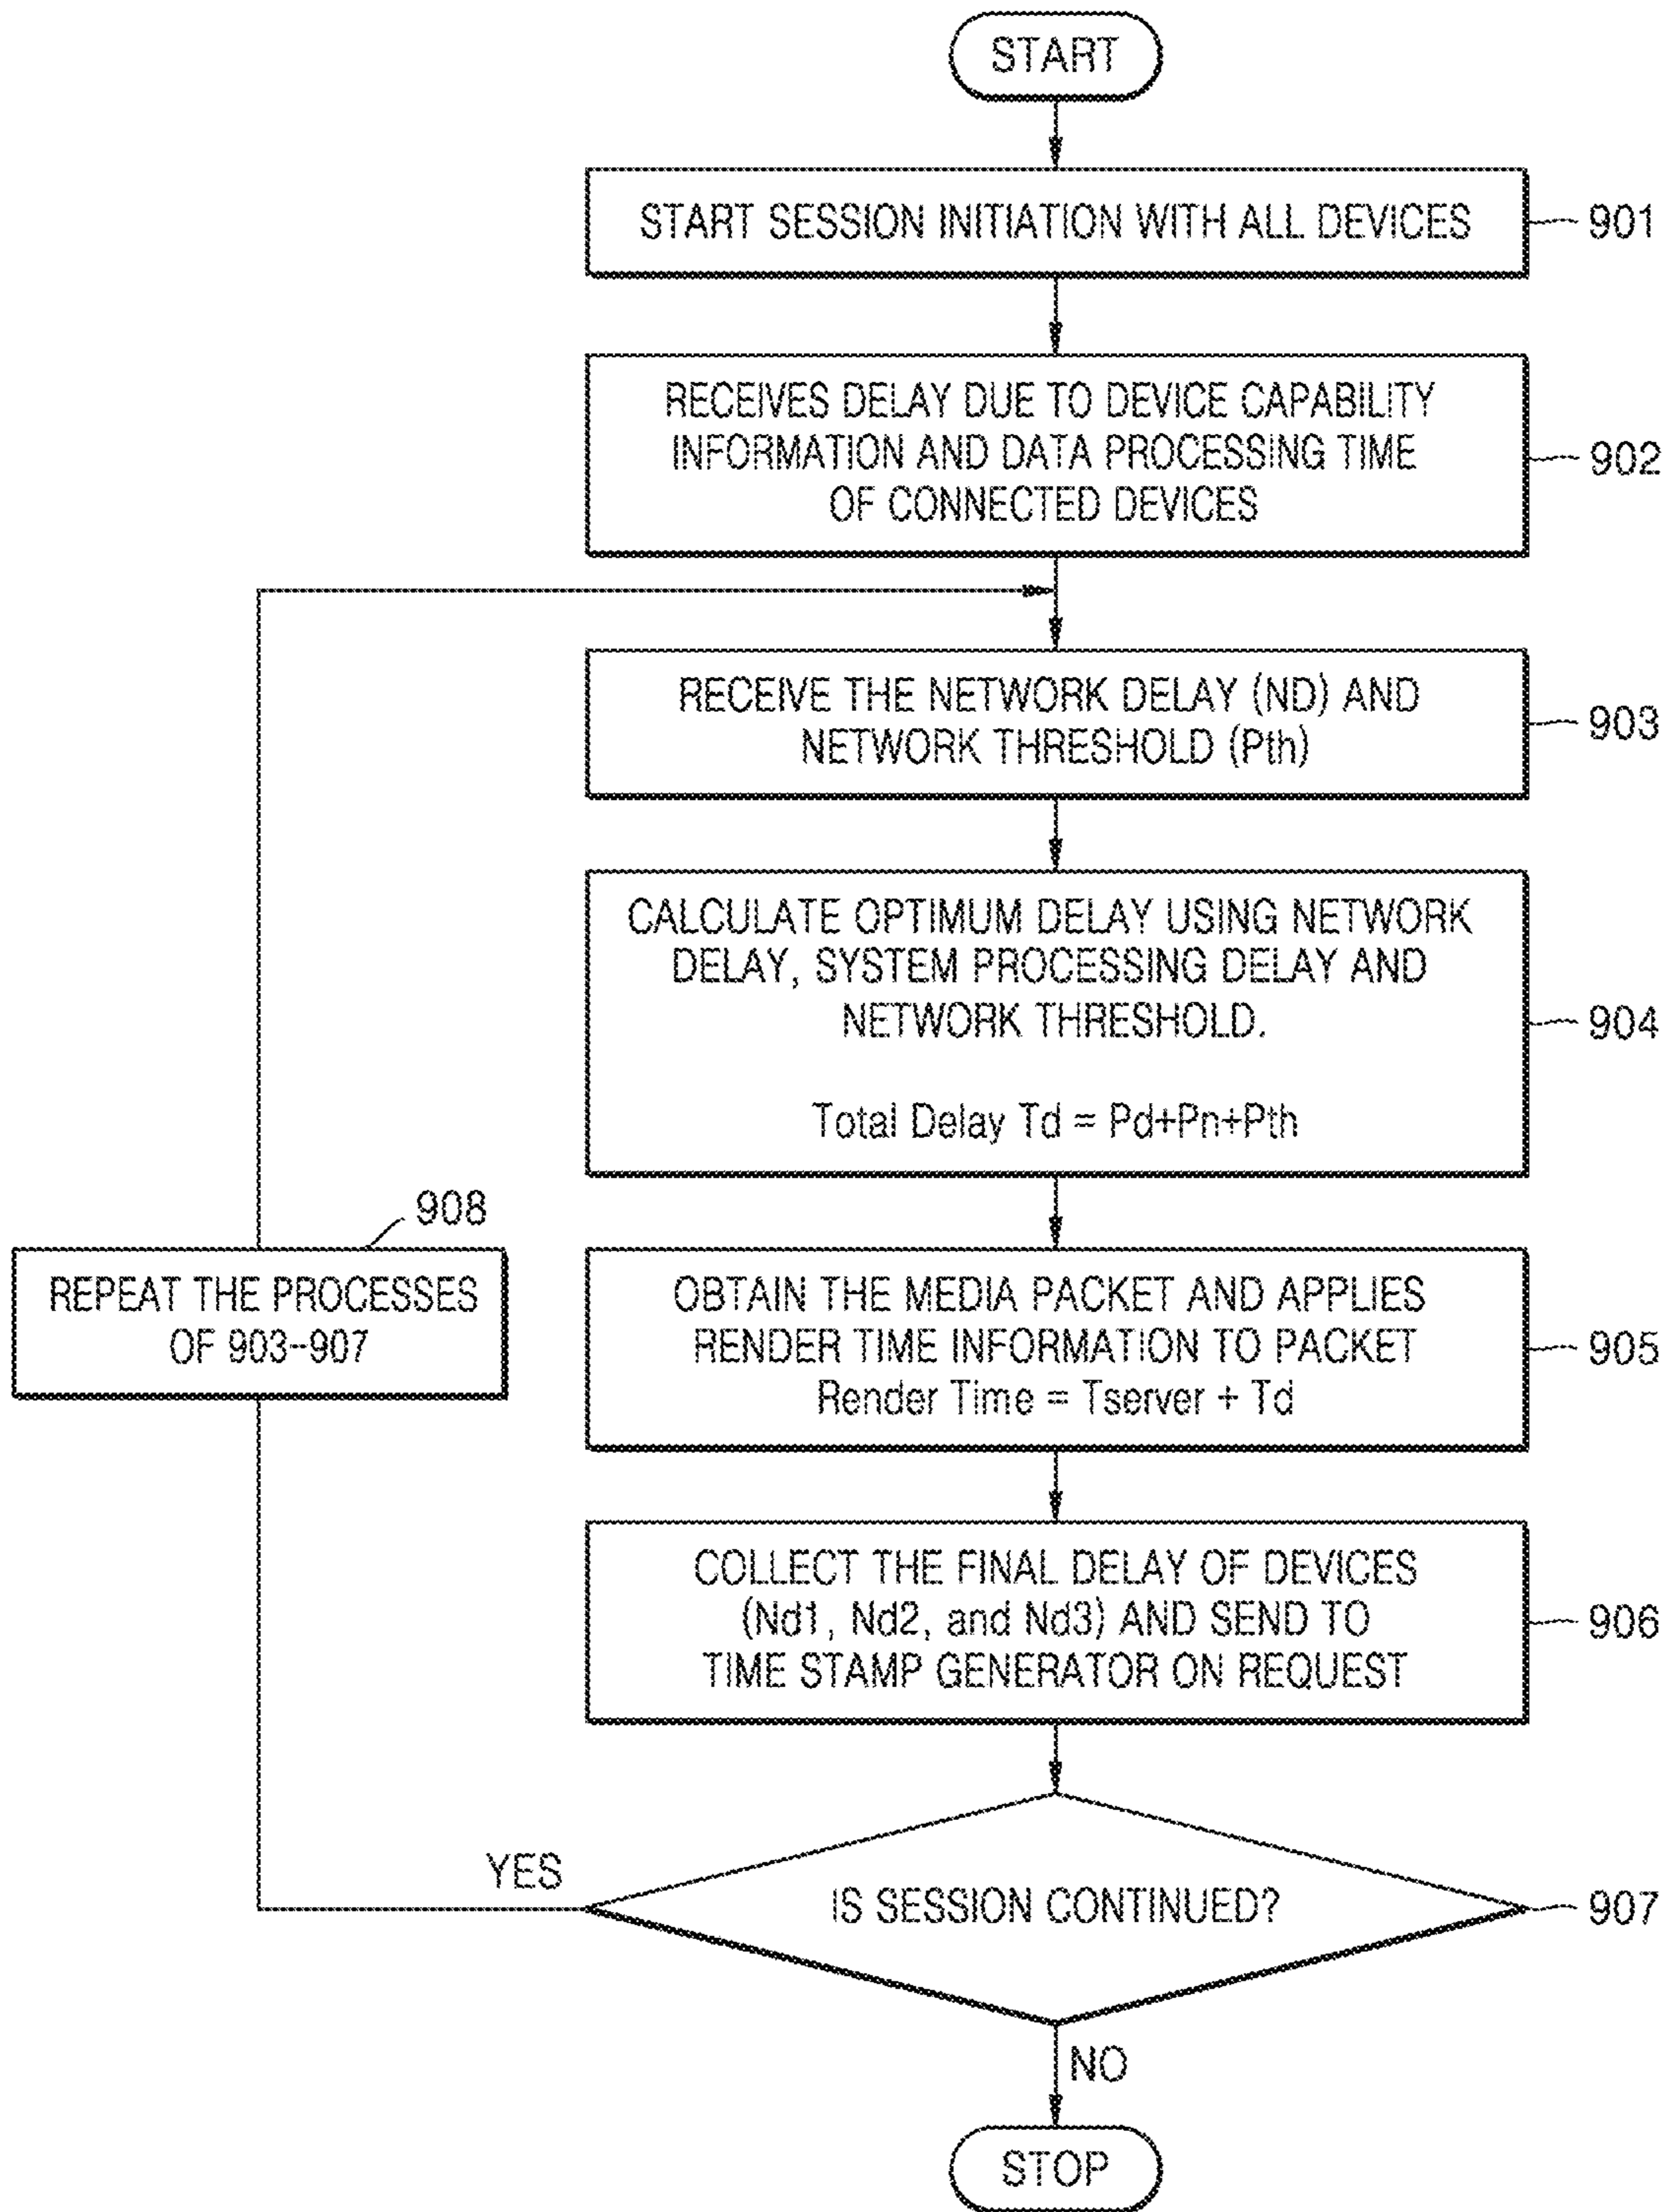 START
START SESSION INITIATION WITH ALL DEVICES
901
RECEIVES DELAY DUE TO DEVICE CAPABILITY
INFORMATION AND DATA PROCESSING TIME
OF CONNECTED DEVICES
902
RECEIVE THE NETWORK DELAY (ND) AND
NETWORK THRESHOLD (Pth)
903
CALCULATE OPTIMUM DELAY USING NETWORK
DELAY, SYSTEM PROCESSING DELAY AND
NETWORK THRESHOLD.
Total Delay Td = Pd+Pn+Pth
904
908
REPEAT THE PROCESSES
OF 903-907
OBTAIN THE MEDIA PACKET AND APPLIES
RENDER TIME INFORMATION TO PACKET
Render Time = Tserver + Td
905
COLLECT THE FINAL DELAY OF DEVICES
(Nd1, Nd2, and Nd3) AND SEND TO
TIME STAMP GENERATOR ON REQUEST
906
YES
IS SESSION CONTINUED?
907
NO
STOP